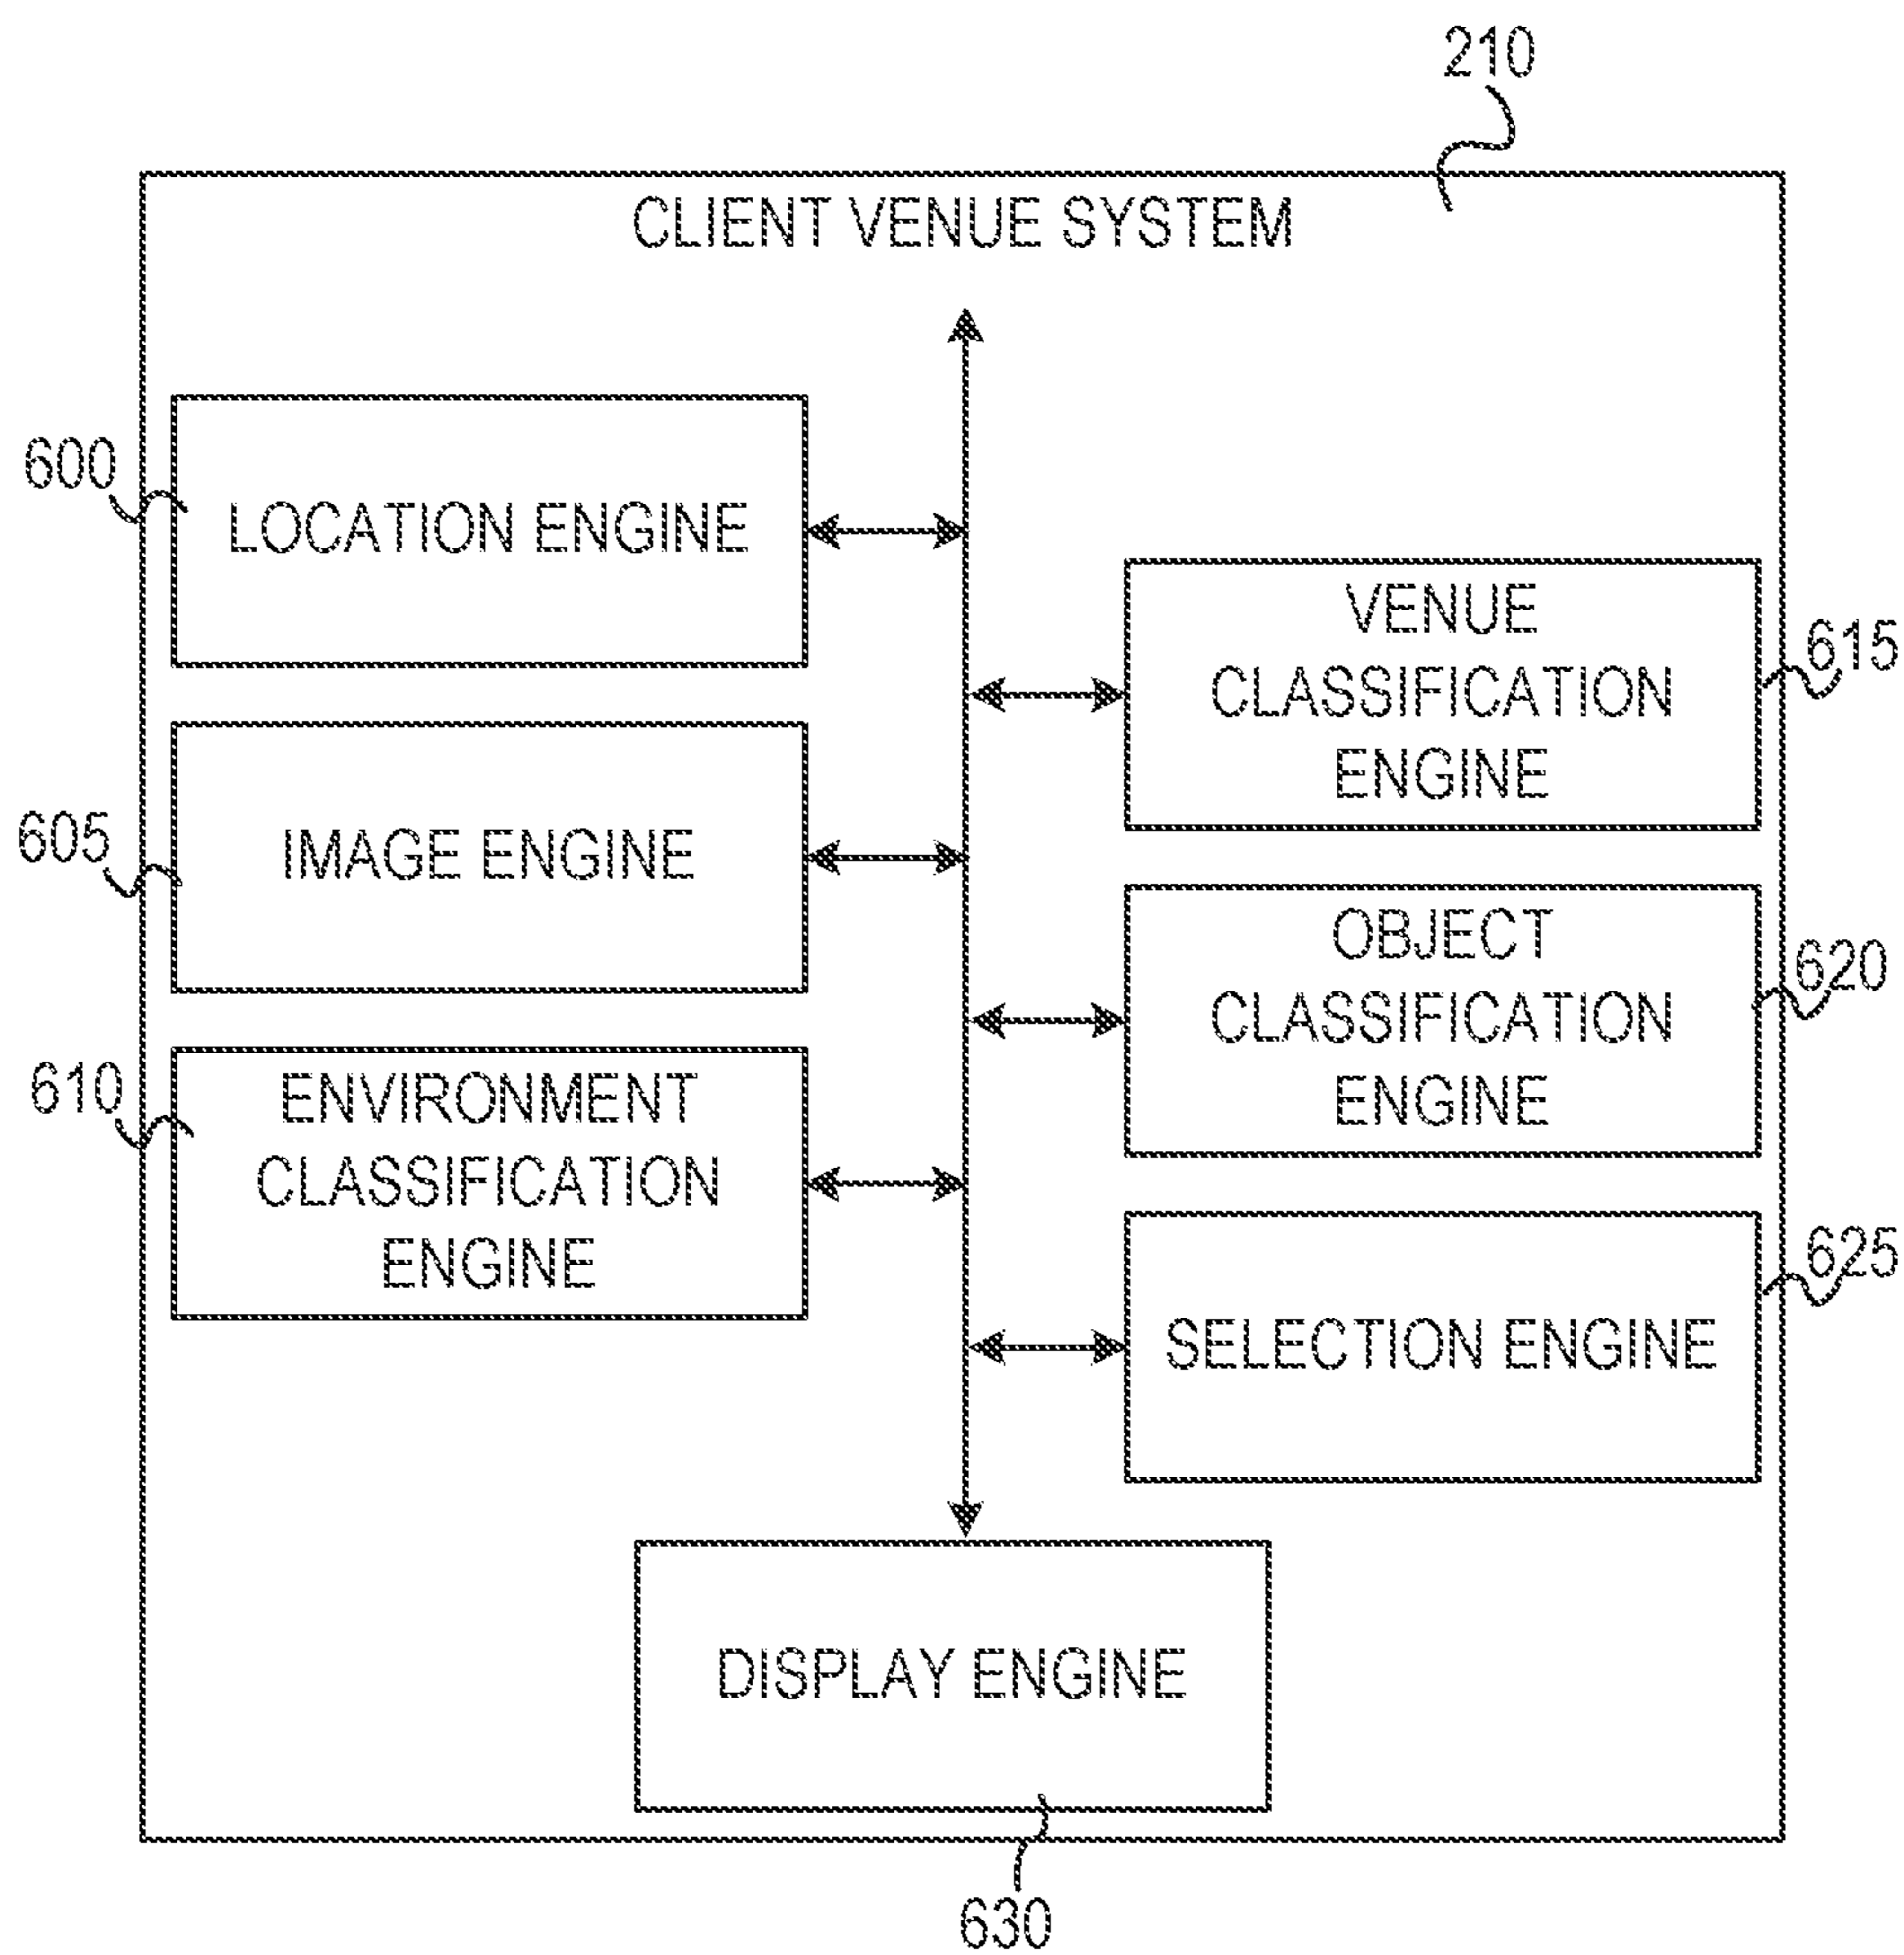 210
CLIENT VENUE SYSTEM
600
LOCATION ENGINE
605
IMAGE ENGINE
610
ENVIRONMENT
CLASSIFICATION
ENGINE
VENUE
CLASSIFICATION
ENGINE
615
OBJECT
CLASSIFICATION
ENGINE
620
SELECTION ENGINE
625
DISPLAY ENGINE
630